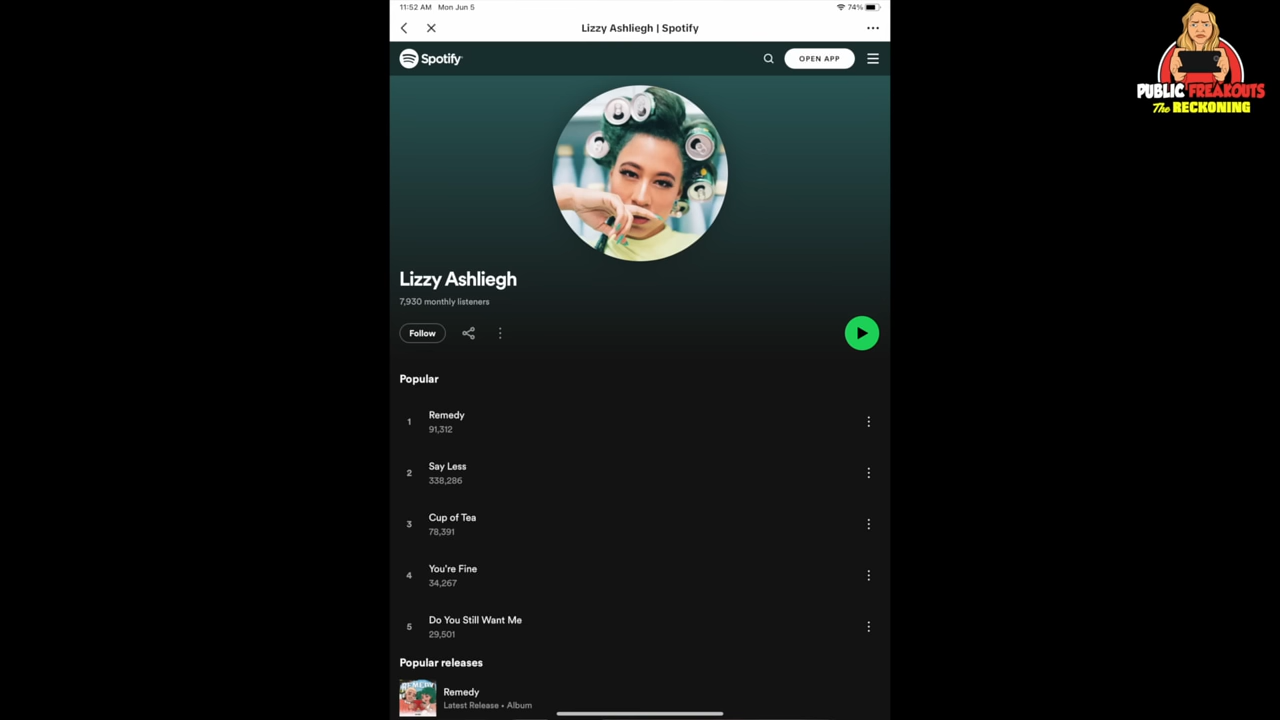 11:52 AM Mon Jun 5
74%
Lizzy Ashliegh | Spotify
Spotify
OPEN APP
PUBLIC FREAKOUTS
The RECKONING
Lizzy Ashliegh
7,930 monthly listeners
Follow
Popular
1 Remedy
91,312
2 Say Less
338,286
3 Cup of Tea
78,391
4 You're Fine
34,267
5 Do You Still Want Me
29,501
Popular releases
REMEDY
Remedy
Latest Release • Album